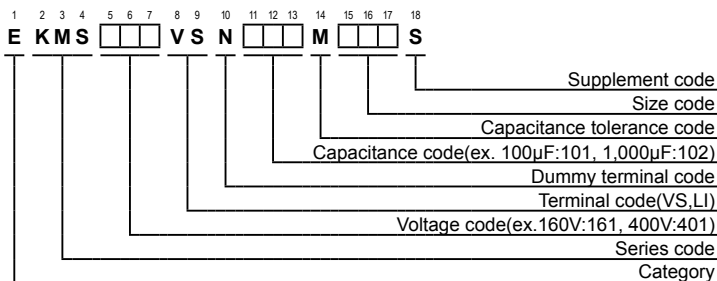 1 2 3 4 5 6 7 8 9 10 11 12 13 14 15 16 17 18
E KMS VS N M S
Supplement code
Size code
Capacitance tolerance code
Capacitance code(ex. 100μF:101, 1,000μF:102)
Dummy terminal code
Terminal code(VS,LI)
Voltage code(ex.160V:161, 400V:401)
Series code
Category